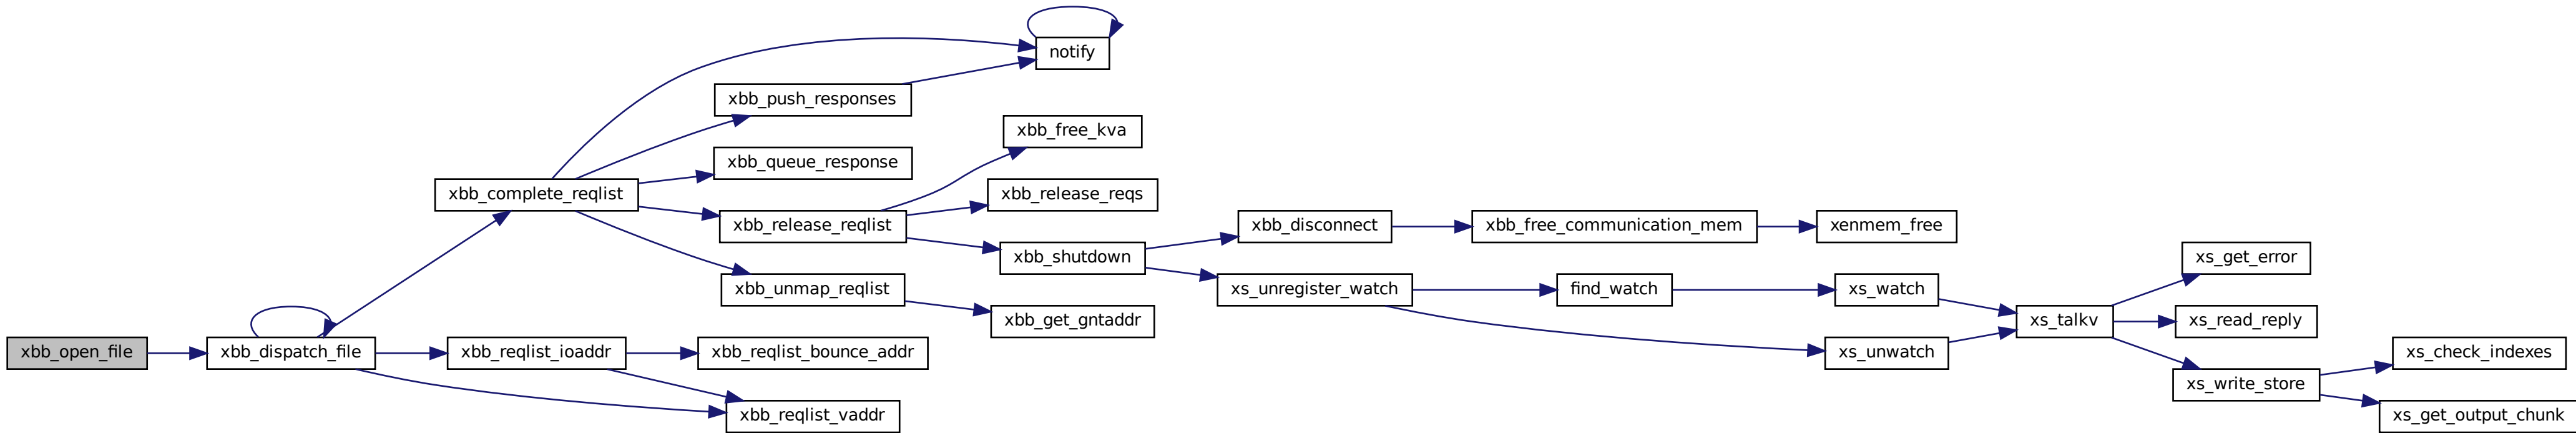 notify
xbb_push_responses
xbb_free_kva
xbb_queue_response
xbb_complete_reqlist
xbb_release_reqs
xbb_release_reqlist
xbb_disconnect
xbb_free_communication_mem
xenmem_free
xbb_shutdown
xs_get_error
xbb_unmap_reqlist
xs_unregister_watch
find_watch
xs_watch
xbb_get_gntaddr
xs_talkv
xs_read_reply
xbb_open_file
xbb_dispatch_file
xbb_reqlist_ioaddr
xbb_reqlist_bounce_addr
xs_unwatch
xs_check_indexes
xs_write_store
xbb_reqlist_vaddr
xs_get_output_chunk